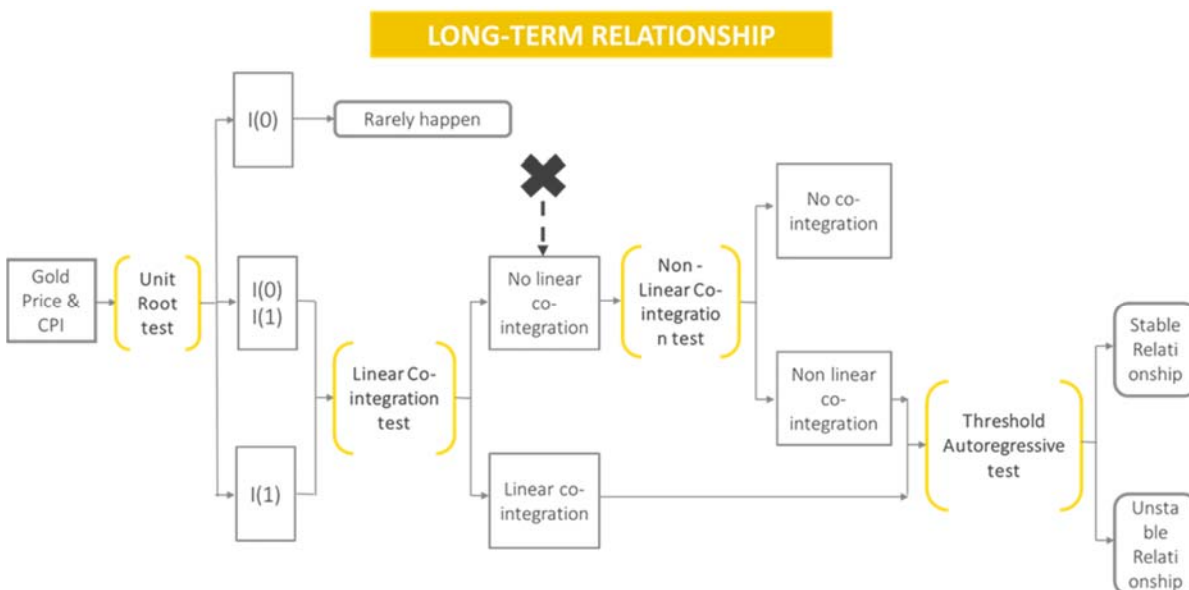 LONG-TERM RELATIONSHIP
I(0)
Rarely happen
Gold
Price &
CPI
Unit
Root
test
I(0)
I(1)
I(1)
Linear Co-
integration
test
No linear
co-
integration
Linear co-
integration
Non -
Linear Co-
integratio
n test
No co-
integration
Non linear
co-
integration
Threshold
Autoregressive
test
Stable
Relati
onship
Unsta
ble
Relati
onship